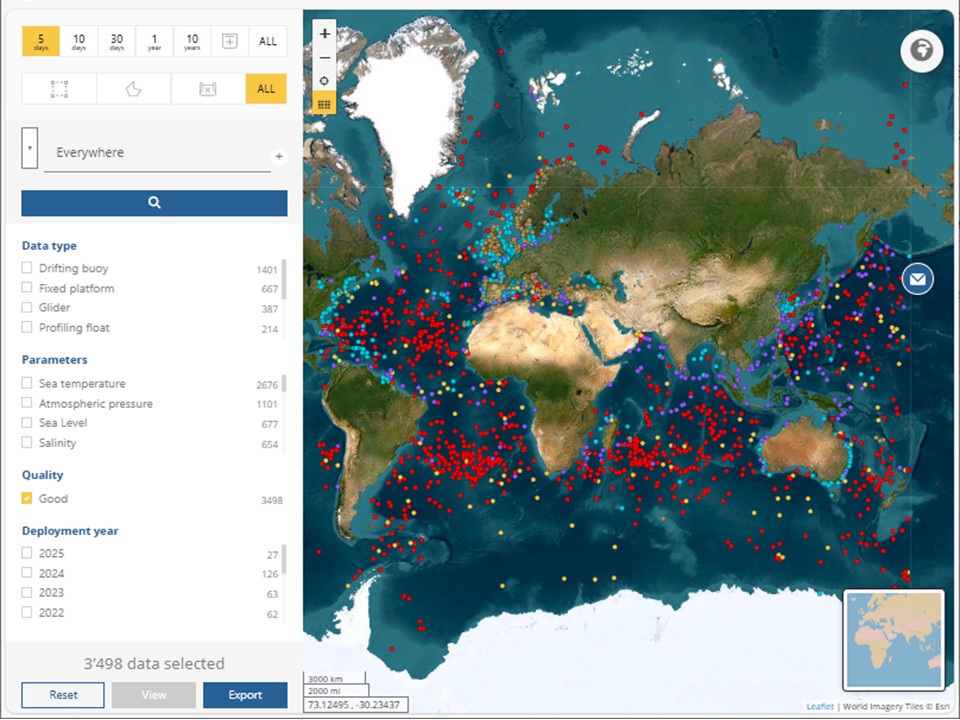 5
days
10
days
30
days
1
year
10
years
ALL
ALL
Everywhere
+
Data type
Drifting buoy 1401
Fixed platform 667
Glider 387
Profiling float 214
Parameters
Sea temperature 2676
Atmospheric pressure 1101
Sea Level 677
Salinity 654
Quality
Good 3498
Deployment year
2025 27
2024 126
2023 63
2022 62
3'498 data selected
Reset
View
Export
+
−
3000 km
2000 mi
73.12495 , -30.23437
Leaflet | World Imagery Tiles © Esri